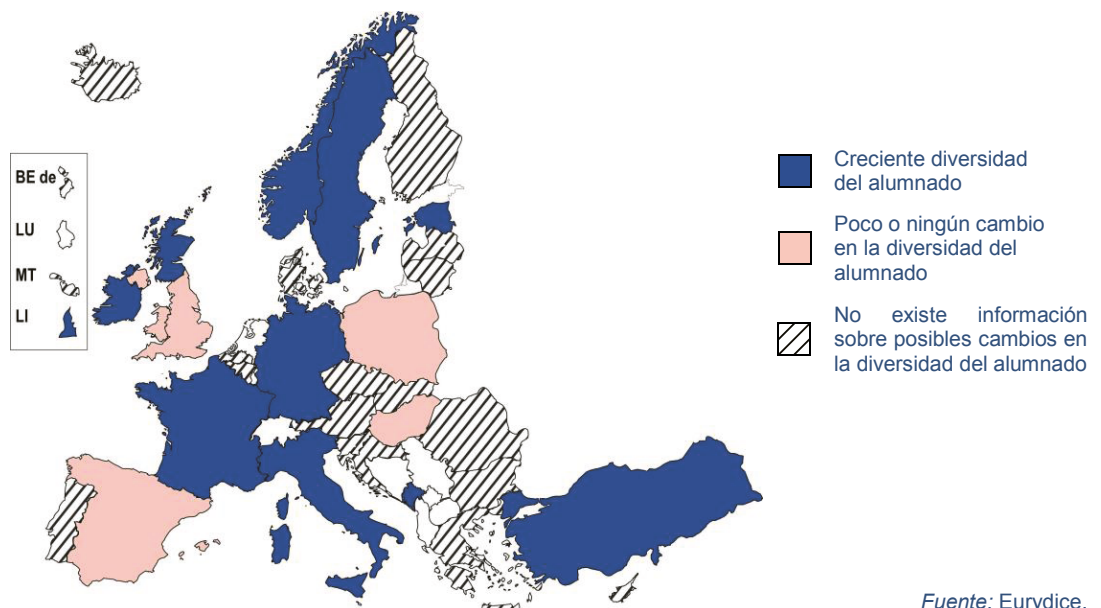 BE de
LU
MT
LI
Creciente diversidad
del alumnado
Poco o ningún cambio
en la diversidad del
alumnado
No existe información
sobre posibles cambios en
la diversidad del alumnado
Fuente: Eurydice.